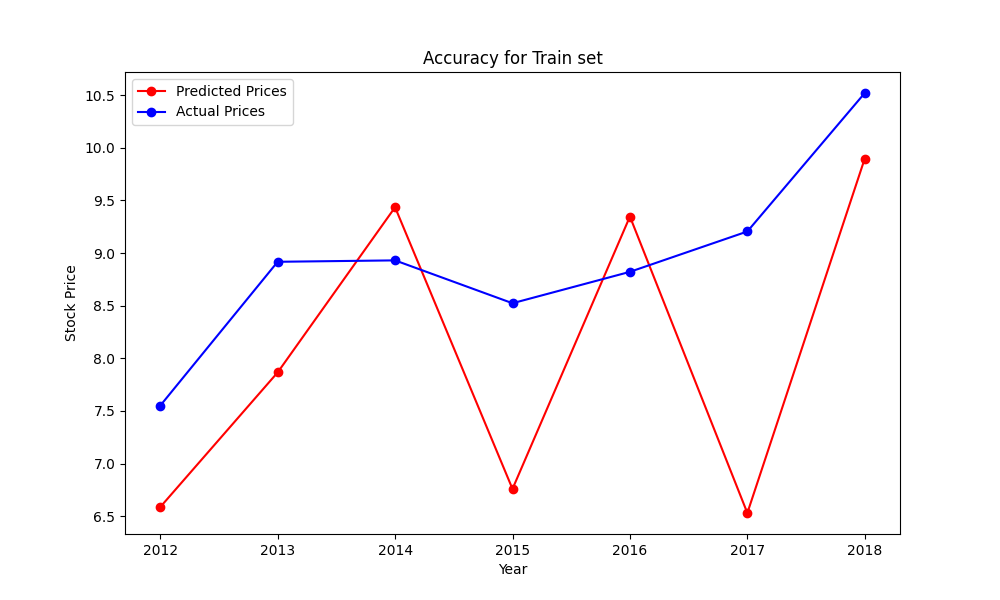 Accuracy for Train set
Predicted Prices
Actual Prices
10.5
10.0
9.5
9.0
8.5
8.0
7.5
7.0
6.5
Stock Price
2012 2013 2014 2015 2016 2017 2018
Year